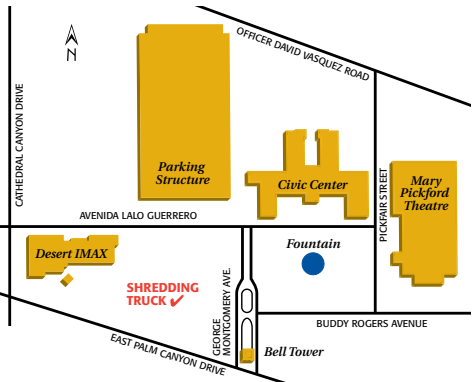 OFFICER DAVID VASQUEZ ROAD
N
CATHEDRAL CANYON DRIVE
Parking
Structure
Civic Center
PICKFAIR STREET
Mary
Pickford
Theatre
AVENIDA LALO GUERRERO
Desert IMAX
Fountain
SHREDDING
TRUCK ✔
GEORGE
MONTGOMERY AVE.
BUDDY ROGERS AVENUE
EAST PALM CANYON DRIVE
Bell Tower